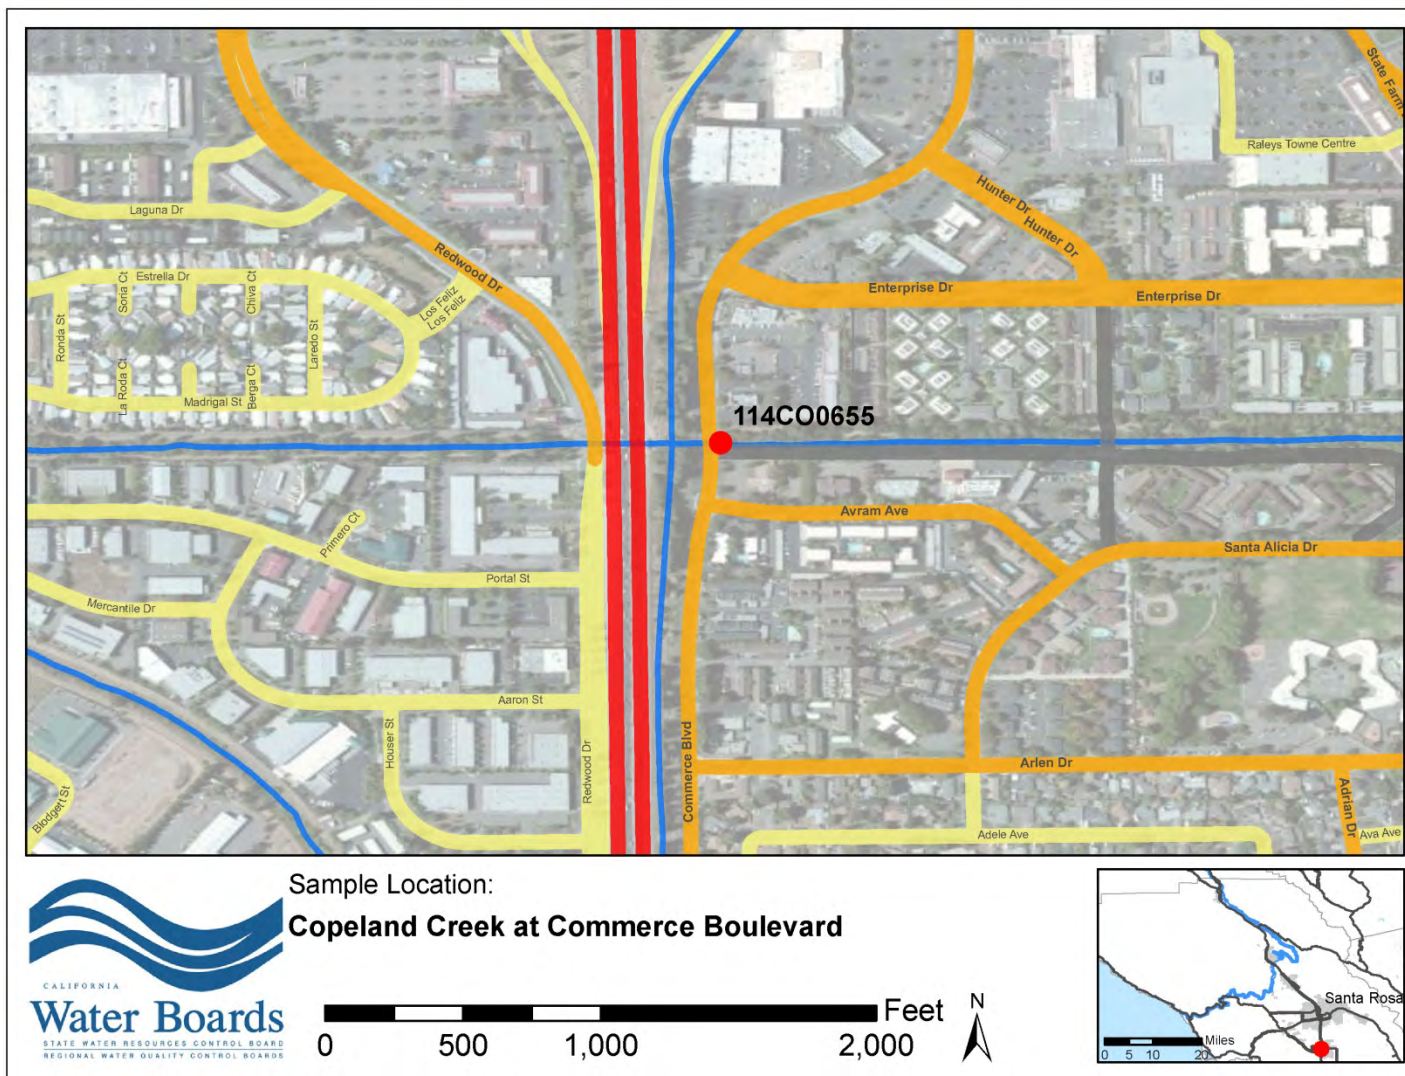 State Farm
Raleys Towne Centre
Hunter Dr
Hunter Dr
Laguna Dr
Redwood Dr
Estrella Dr
Soria Ct
Chiva Ct
Los Feliz
Los Feliz
Enterprise Dr
Enterprise Dr
Ronda St
Laredo St
La Roda Ct
Berga Ct
Madrigal St
114CO0655
Avram Ave
Primero Ct
Santa Alicia Dr
Portal St
Mercantile Dr
Aaron St
Houser St
Redwood Dr
Commerce Blvd
Arlen Dr
Adrian Dr
Blodgett St
Adele Ave
Ava Ave
Sample Location:
Copeland Creek at Commerce Boulevard
CALIFORNIA
Water Boards
STATE WATER RESOURCES CONTROL BOARD
REGIONAL WATER QUALITY CONTROL BOARDS
Feet
0 500 1,000 2,000
N
Santa Rosa
Miles
0 5 10 20